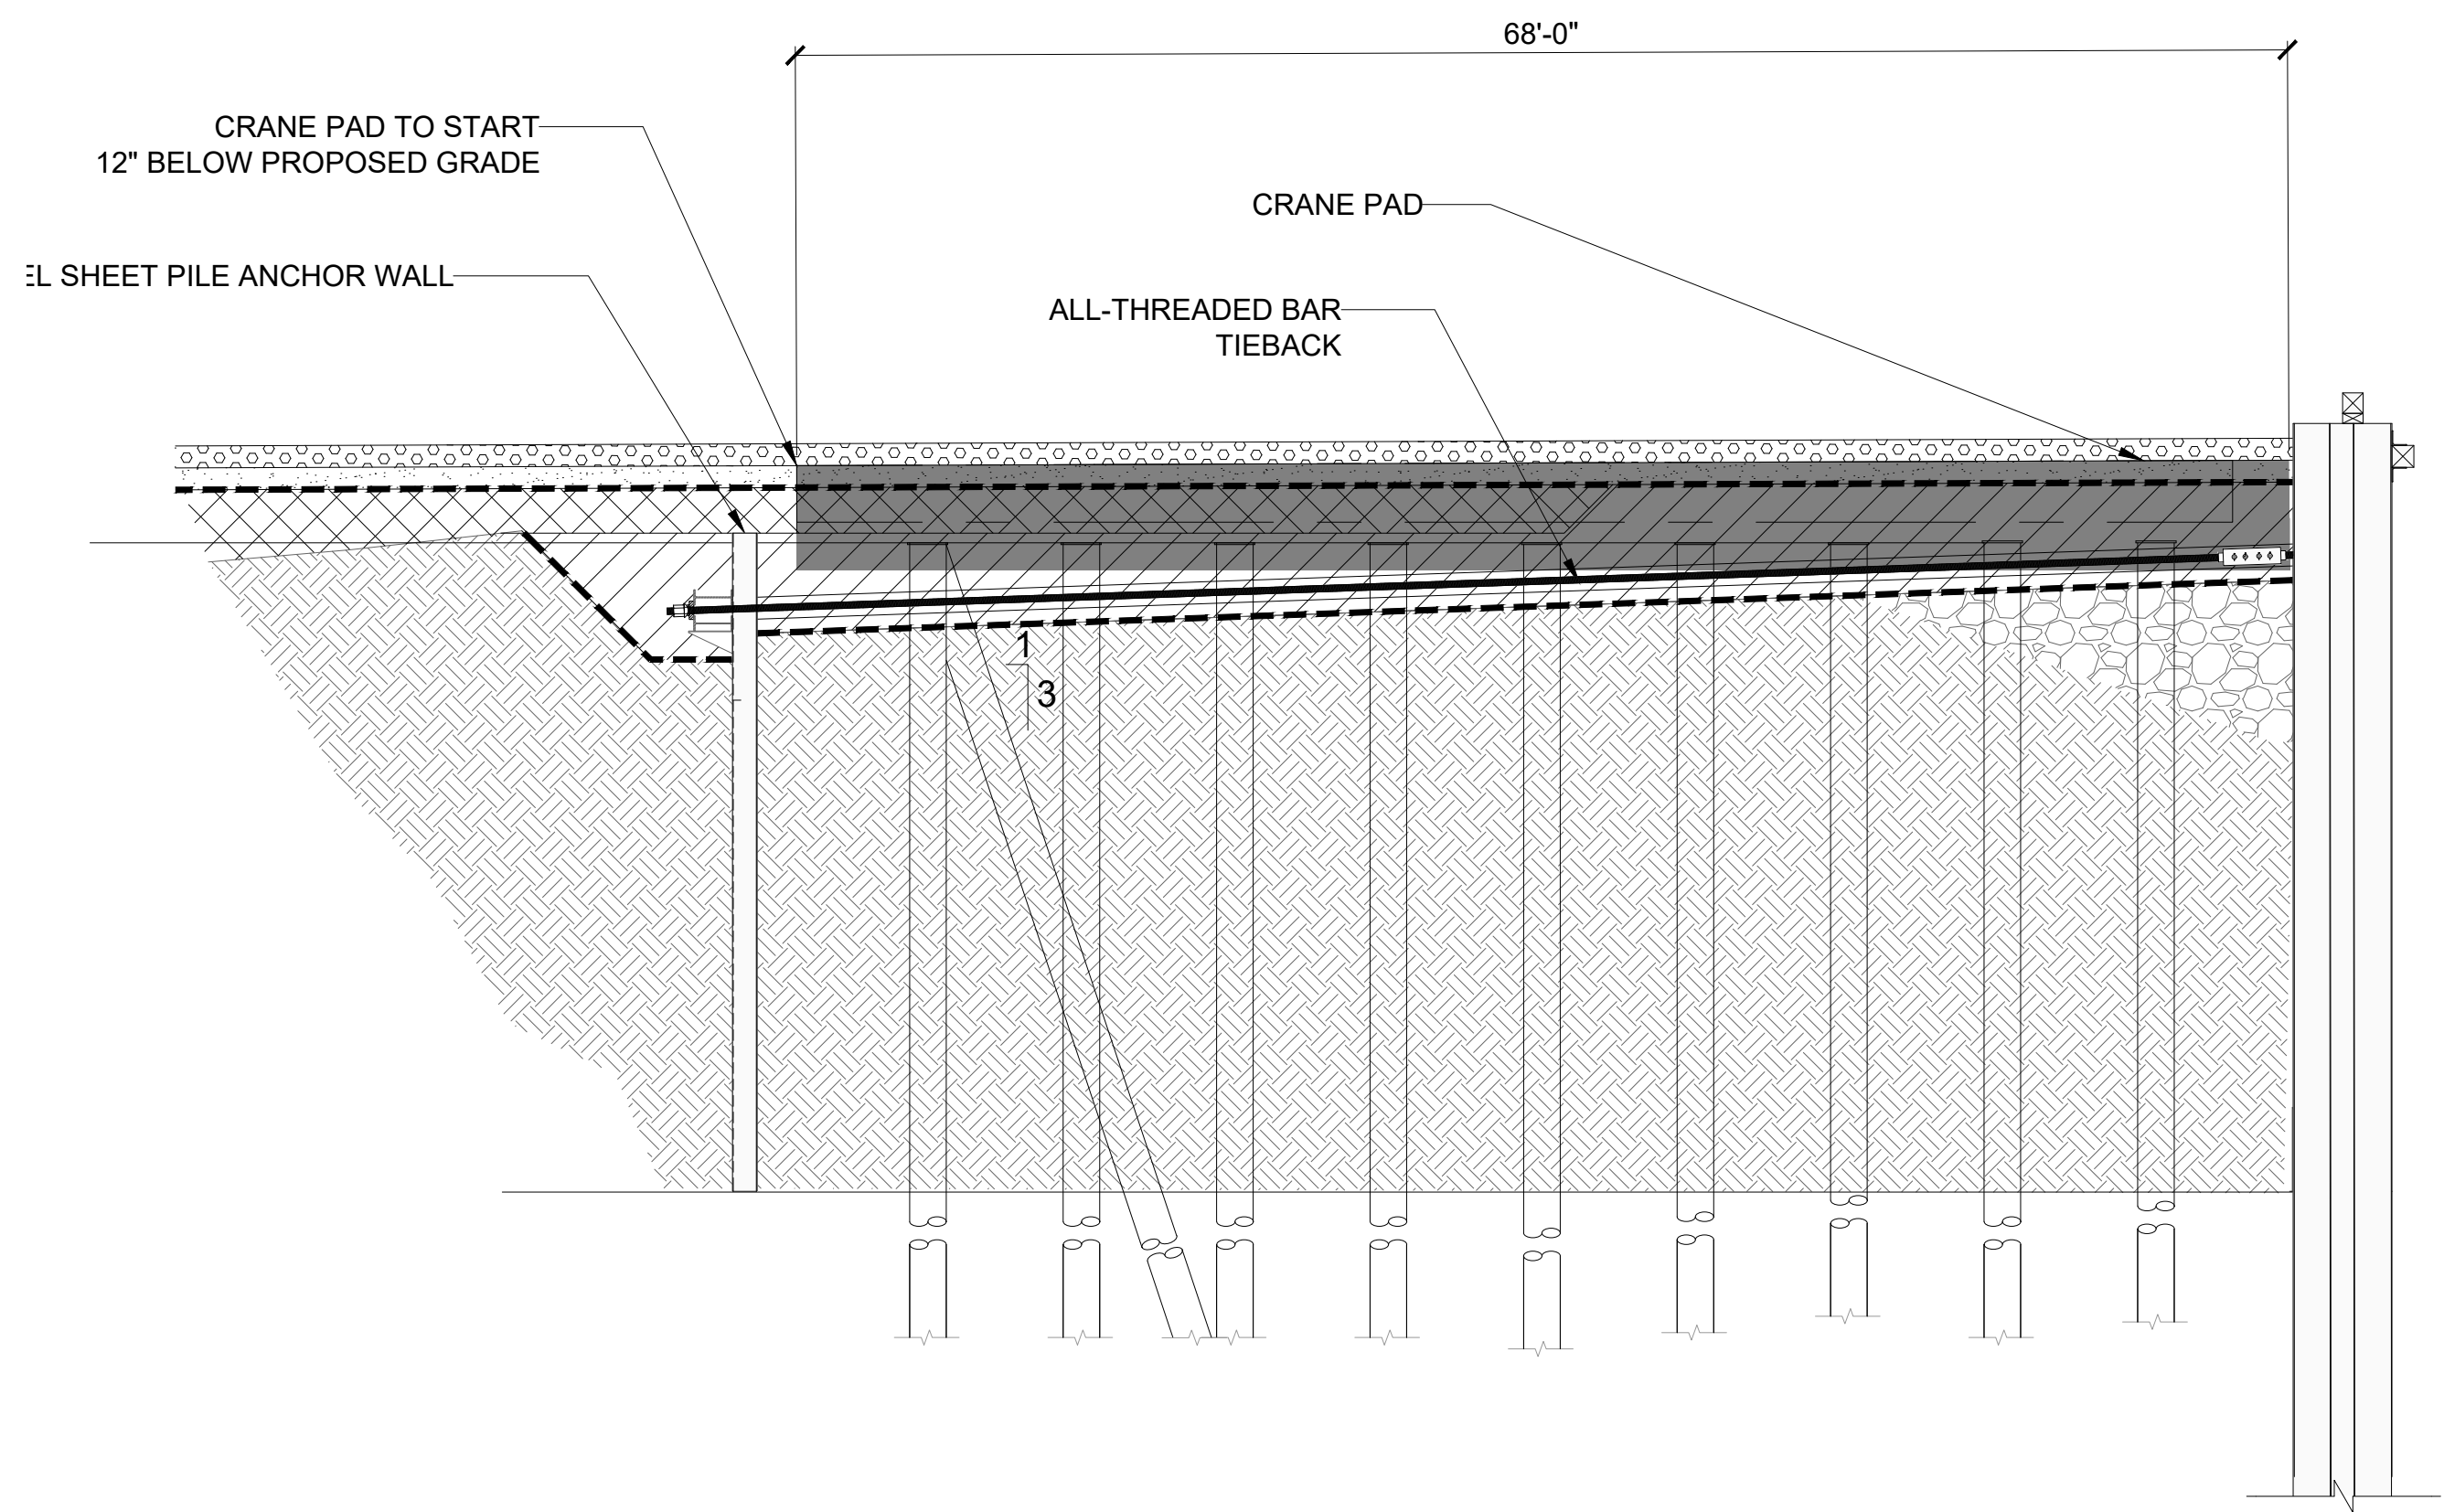 68'-0"
CRANE PAD TO START
12" BELOW PROPOSED GRADE
CRANE PAD
SHEET PILE ANCHOR WALL
ALL-THREADED BAR
TIEBACK
1
3